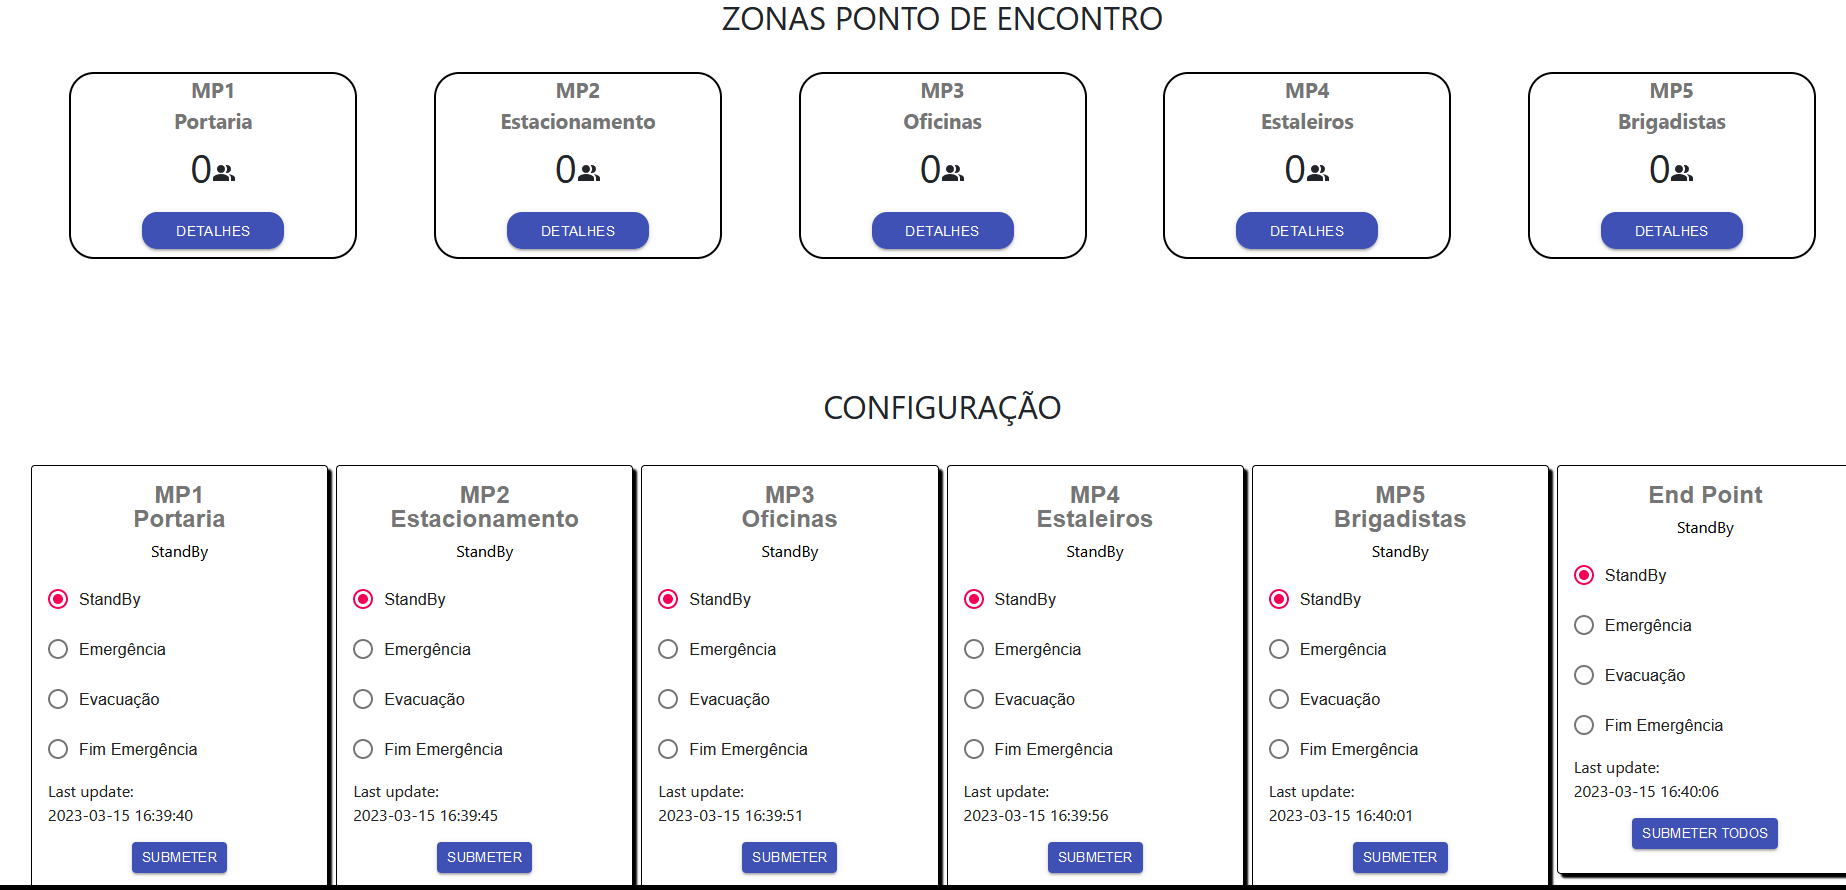 ZONAS PONTO DE ENCONTRO
MP1
Portaria
0
DETALHES
MP2
Estacionamento
0
DETALHES
MP3
Oficinas
0
DETALHES
MP4
Estaleiros
0
DETALHES
MP5
Brigadistas
0
DETALHES
CONFIGURAÇÃO
MP1
Portaria
StandBy
StandBy
Emergência
Evacuação
Fim Emergência
Last update:
2023-03-15 16:39:40
SUBMETER
MP2
Estacionamento
StandBy
StandBy
Emergência
Evacuação
Fim Emergência
Last update:
2023-03-15 16:39:45
SUBMETER
MP3
Oficinas
StandBy
StandBy
Emergência
Evacuação
Fim Emergência
Last update:
2023-03-15 16:39:51
SUBMETER
MP4
Estaleiros
StandBy
StandBy
Emergência
Evacuação
Fim Emergência
Last update:
2023-03-15 16:39:56
SUBMETER
MP5
Brigadistas
StandBy
StandBy
Emergência
Evacuação
Fim Emergência
Last update:
2023-03-15 16:40:01
SUBMETER
End Point
StandBy
StandBy
Emergência
Evacuação
Fim Emergência
Last update:
2023-03-15 16:40:06
SUBMETER TODOS